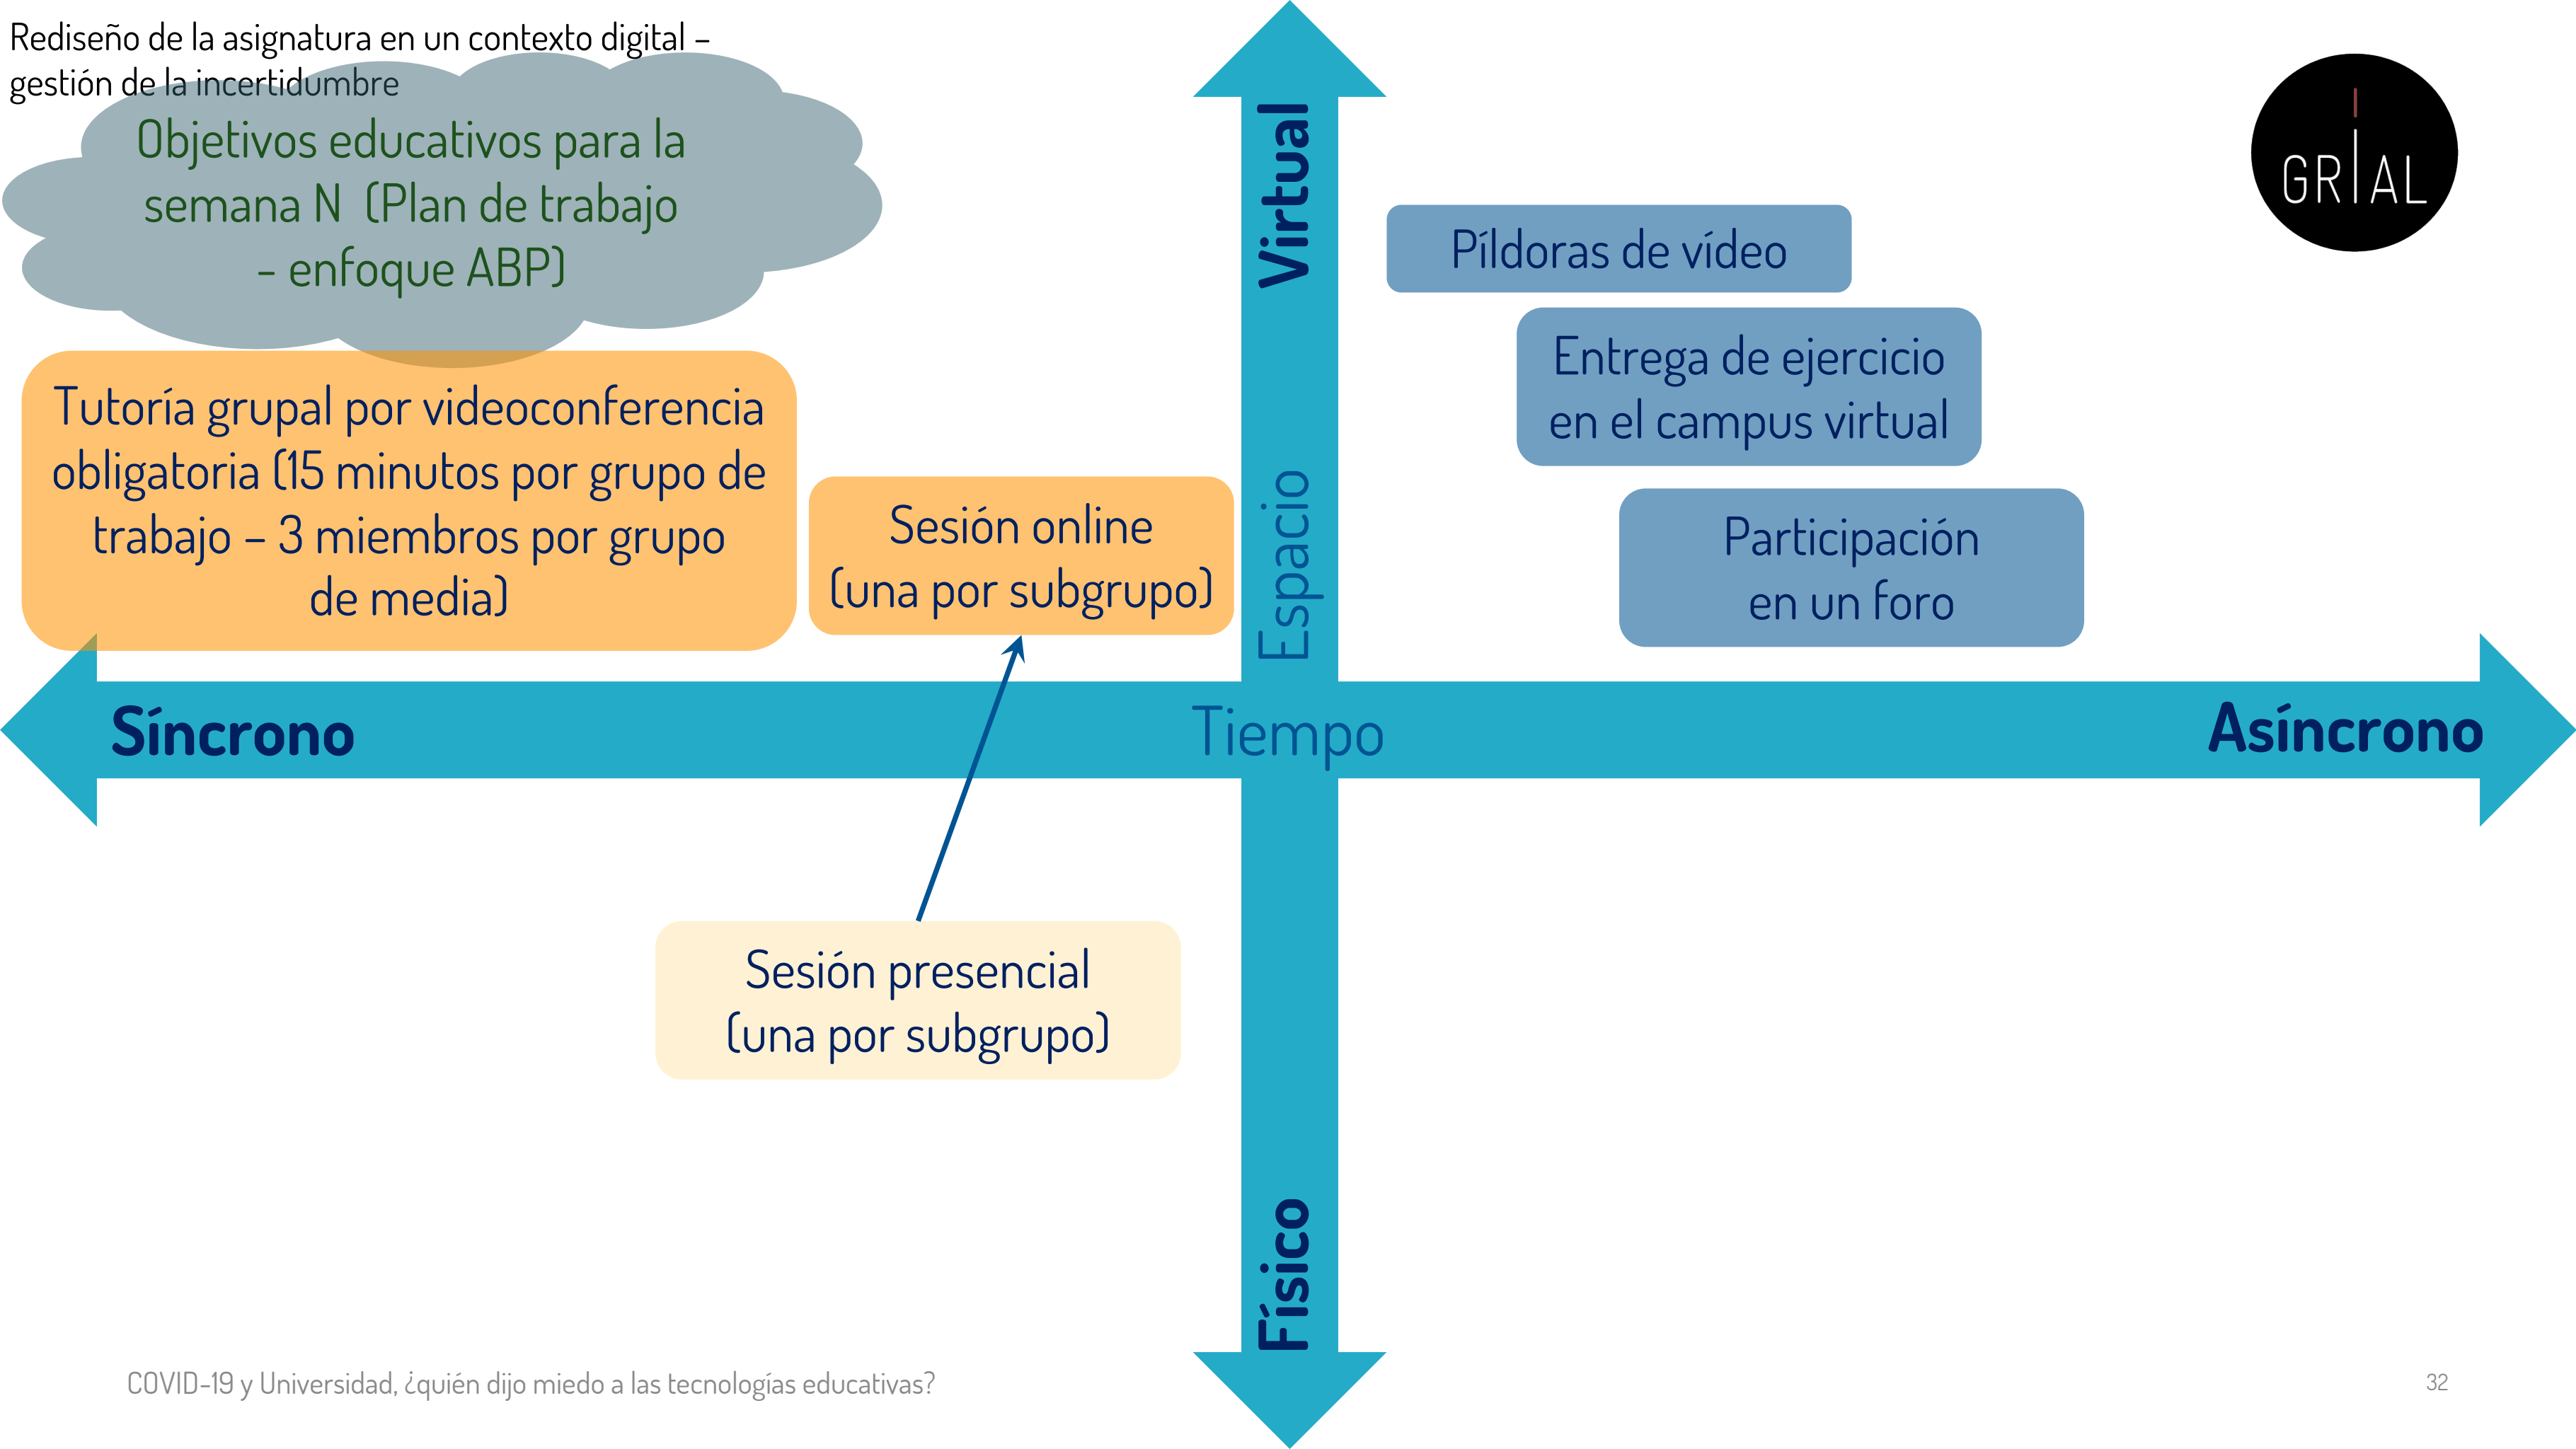 Rediseño de la asignatura en un contexto digital –
gestión de la incertidumbre
Objetivos educativos para la
semana N (Plan de trabajo
- enfoque ABP)
Tutoría grupal por videoconferencia
obligatoria (15 minutos por grupo de
trabajo – 3 miembros por grupo
de media)
Sesión online
(una por subgrupo)
Virtual
Espacio
Píldoras de vídeo
Entrega de ejercicio
en el campus virtual
Participación
en un foro
GRIAL
Síncrono
Tiempo
Asíncrono
Sesión presencial
(una por subgrupo)
Físico
COVID-19 y Universidad, ¿quién dijo miedo a las tecnologías educativas?
32